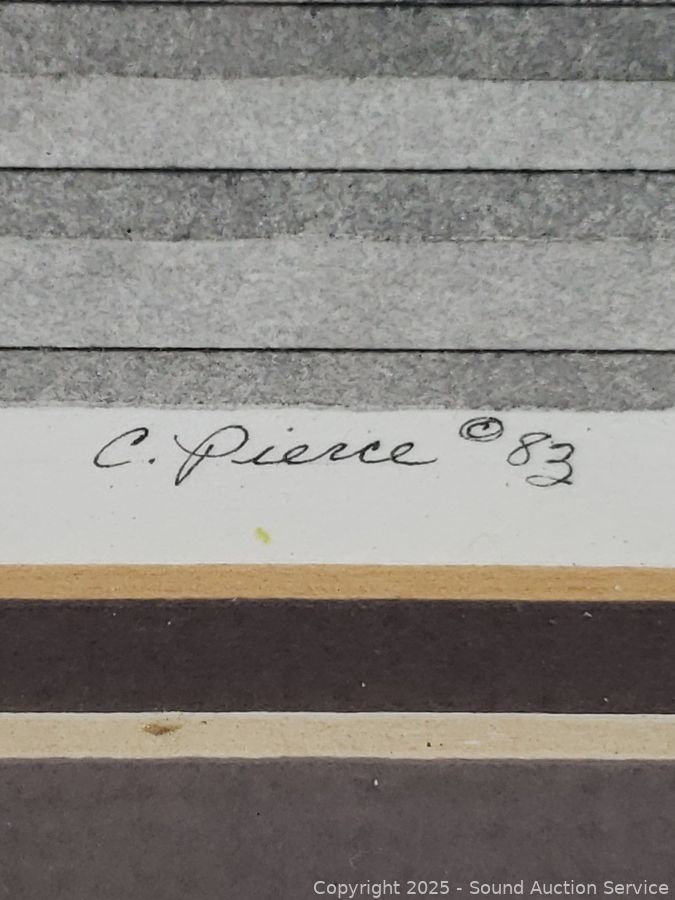 C. Pierce © 83
Copyright 2025 - Sound Auction Service